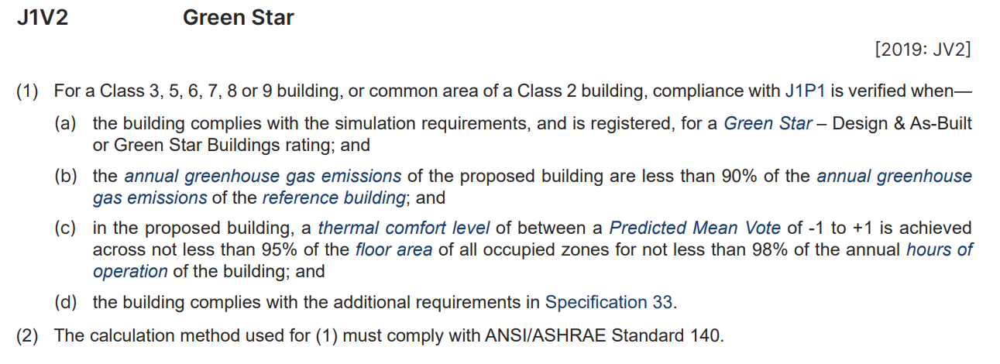 J1V2 Green Star
[2019: JV2]
(1) For a Class 3, 5, 6, 7, 8 or 9 building, or common area of a Class 2 building, compliance with J1P1 is verified when—
(a) the building complies with the simulation requirements, and is registered, for a Green Star – Design & As-Built
or Green Star Buildings rating; and
(b) the annual greenhouse gas emissions of the proposed building are less than 90% of the annual greenhouse
gas emissions of the reference building; and
(c) in the proposed building, a thermal comfort level of between a Predicted Mean Vote of -1 to +1 is achieved
across not less than 95% of the floor area of all occupied zones for not less than 98% of the annual hours of
operation of the building; and
(d) the building complies with the additional requirements in Specification 33.
(2) The calculation method used for (1) must comply with ANSI/ASHRAE Standard 140.